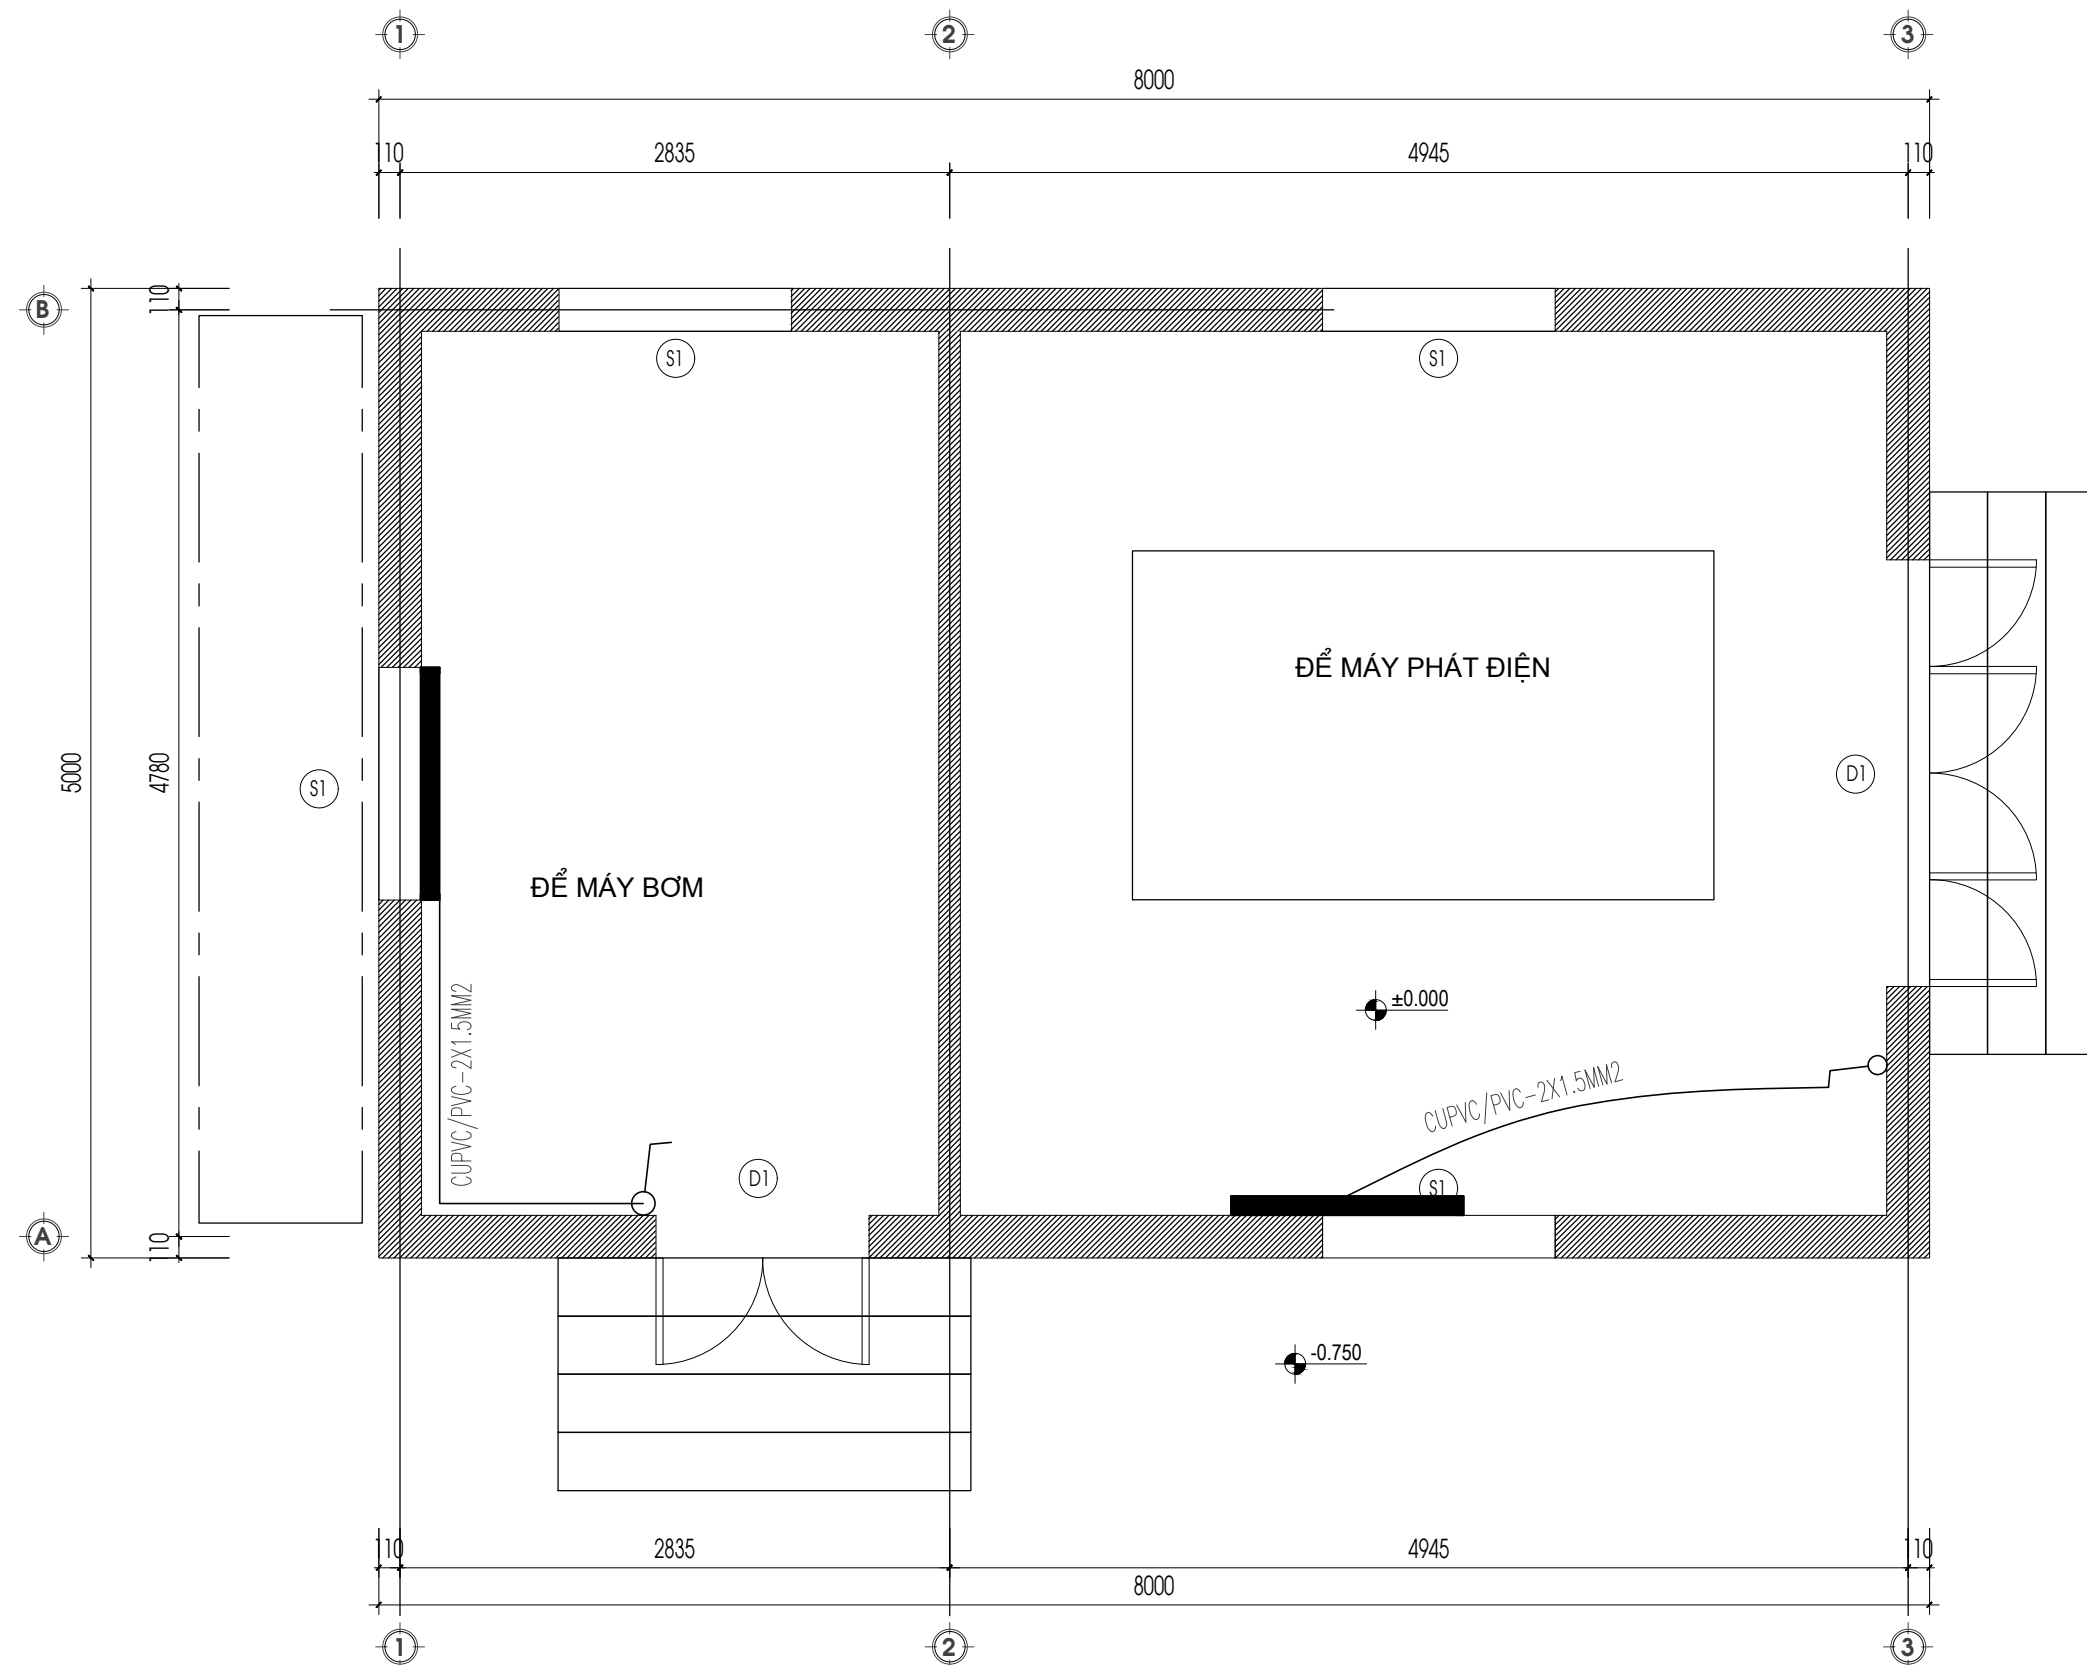 1 2 3
8000
110 2835 4945 110
B
110
S1 S1
ĐỂ MÁY PHÁT ĐIỆN
5000
4780
S1
D1
ĐỂ MÁY BƠM
±0.000
CUPVC/PVC-2X1.5MM2
CUPVC/PVC-2X1.5MM2
D1
S1
A
110
-0.750
110 2835 4945 110
8000
1 2 3